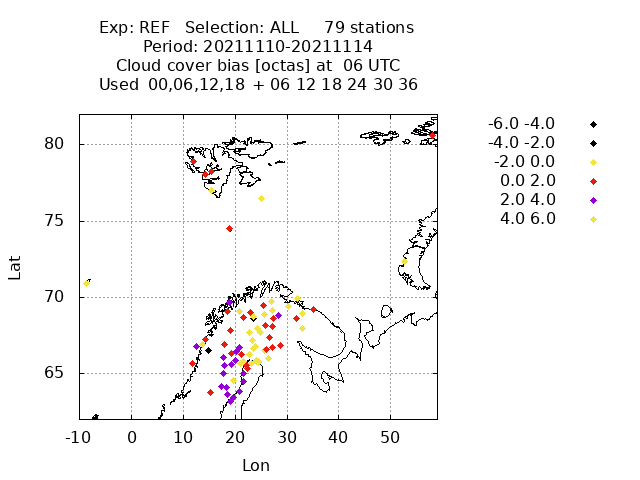 Exp: REF   Selection: ALL     79 stations
Period: 20211110-20211114
Cloud cover bias [octas] at  06 UTC
Used  00,06,12,18  + 06 12 18 24 30 36
-6.0 -4.0
-4.0 -2.0
-2.0 0.0
0.0 2.0
2.0 4.0
4.0 6.0
80
75
70
65
Lat
-10 0 10 20 30 40 50
Lon